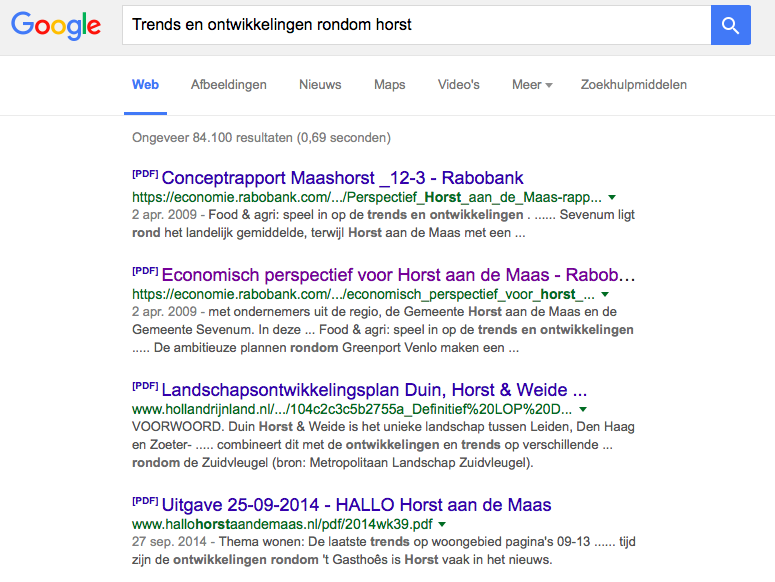 Google
Trends en ontwikkelingen rondom horst
Web Afbeeldingen Nieuws Maps Video's Meer Zoekhulpmiddelen
Ongeveer 84.100 resultaten (0,69 seconden)
[PDF] Conceptrapport Maashorst _12-3 - Rabobank
https://economie.rabobank.com/.../Perspectief_Horst_aan_de_Maas-rapp...
2 apr. 2009 - Food & agri: speel in op de trends en ontwikkelingen . ...... Sevenum ligt
rond het landelijk gemiddelde, terwijl Horst aan de Maas met een ...
[PDF] Economisch perspectief voor Horst aan de Maas - Rabob...
https://economie.rabobank.com/.../economisch_perspectief_voor_horst_...
2 apr. 2009 - met ondernemers uit de regio, de Gemeente Horst aan de Maas en de
Gemeente Sevenum. In deze ... Food & agri: speel in op de trends en ontwikkelingen
..... De ambitieuze plannen rondom Greenport Venlo maken een ...
[PDF] Landschapsontwikkelingsplan Duin, Horst & Weide ...
www.hollandrijnland.nl/.../104c2c3c5b2755a_Definitief%20LOP%20D...
VOORWOORD. Duin Horst & Weide is het unieke landschap tussen Leiden, Den Haag
en Zoeter- ..... combineert dit met de ontwikkelingen en trends op verschillende ...
rondom de Zuidvleugel (bron: Metropolitaan Landschap Zuidvleugel).
[PDF] Uitgave 25-09-2014 - HALLO Horst aan de Maas
www.hallohorstaandemaas.nl/pdf/2014wk39.pdf
27 sep. 2014 - Thema wonen: De laatste trends op woongebied pagina's 09-13 ...... tijd
zijn de ontwikkelingen rondom 't Gasthoês is Horst vaak in het nieuws.